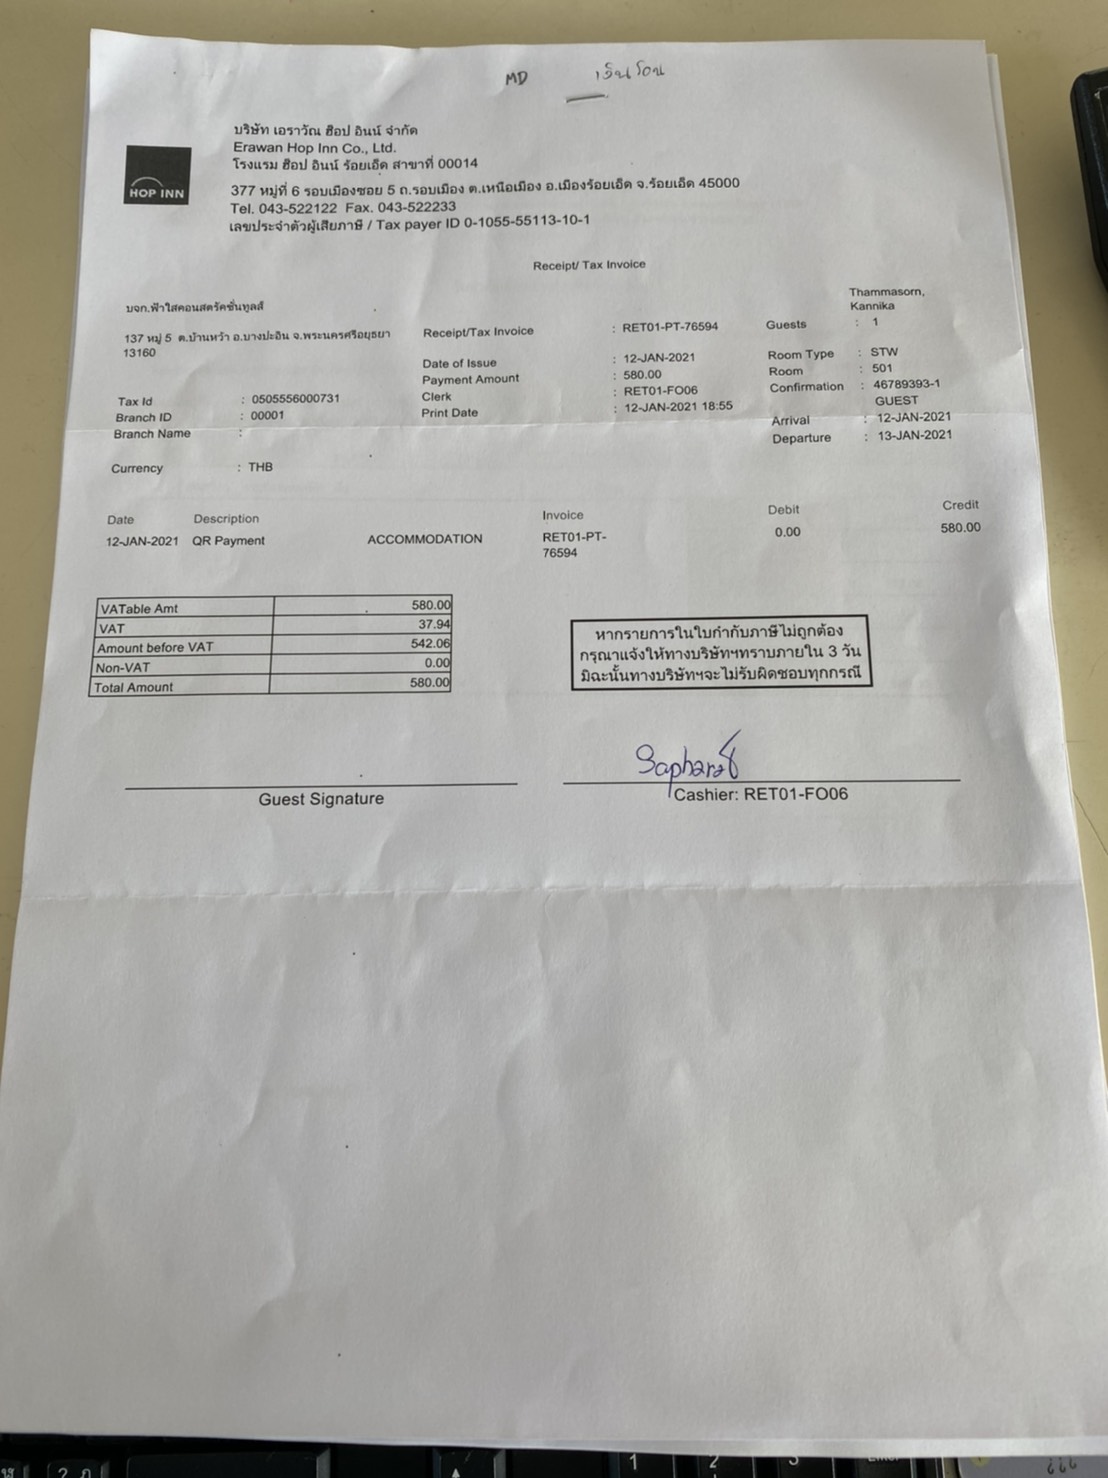 MD เงินโอน
บริษัท เอราวัณ ฮ๊อป อินน์ จำกัด
Erawan Hop Inn Co., Ltd.
โรงแรม ฮ๊อป อินน์ ร้อยเอ็ด สาขาที่ 00014
HOP INN
377 หมู่ที่ 6 รอบเมืองซอย 5 ถ.รอบเมือง ต.เหนือเมือง อ.เมืองร้อยเอ็ด จ.ร้อยเอ็ด 45000
Tel. 043-522122 Fax. 043-522233
เลขประจำตัวผู้เสียภาษี / Tax payer ID 0-1055-55113-10-1
Receipt/ Tax Invoice
บจก.ฟ้าใสคอนสตรัคชั่นทูลส์
137 หมู่ 5 ต.บ้านหว้า อ.บางปะอิน จ.พระนครศรีอยุธยา
13160
Tax Id : 0505556000731
Branch ID : 00001
Branch Name :
Currency : THB
Receipt/Tax Invoice : RET01-PT-76594
Date of Issue : 12-JAN-2021
Payment Amount : 580.00
Clerk : RET01-FO06
Print Date : 12-JAN-2021 18:55
Thammasorn,
Kannika
Guests : 1
Room Type : STW
Room : 501
Confirmation : 46789393-1
GUEST
Arrival : 12-JAN-2021
Departure : 13-JAN-2021
Date Description Invoice Debit Credit
12-JAN-2021 QR Payment ACCOMMODATION RET01-PT- 0.00 580.00
76594
VATable Amt 580.00
VAT 37.94
Amount before VAT 542.06
Non-VAT 0.00
Total Amount 580.00
หากรายการในใบกำกับภาษีไม่ถูกต้อง
กรุณาแจ้งให้ทางบริษัทฯทราบภายใน 3 วัน
มิฉะนั้นทางบริษัทฯจะไม่รับผิดชอบทุกกรณี
Guest Signature
Cashier: RET01-FO06
1 2 3